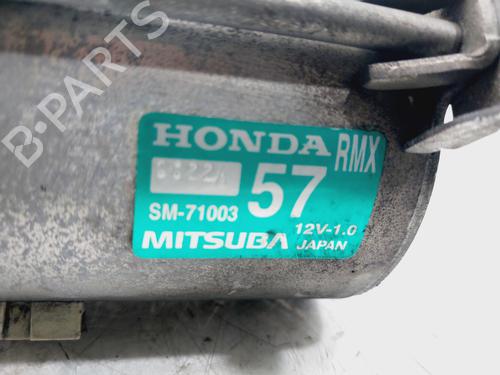 B-PARTS
HONDA RMX
57
SM-71003
12V-1.0
MITSUBA JAPAN